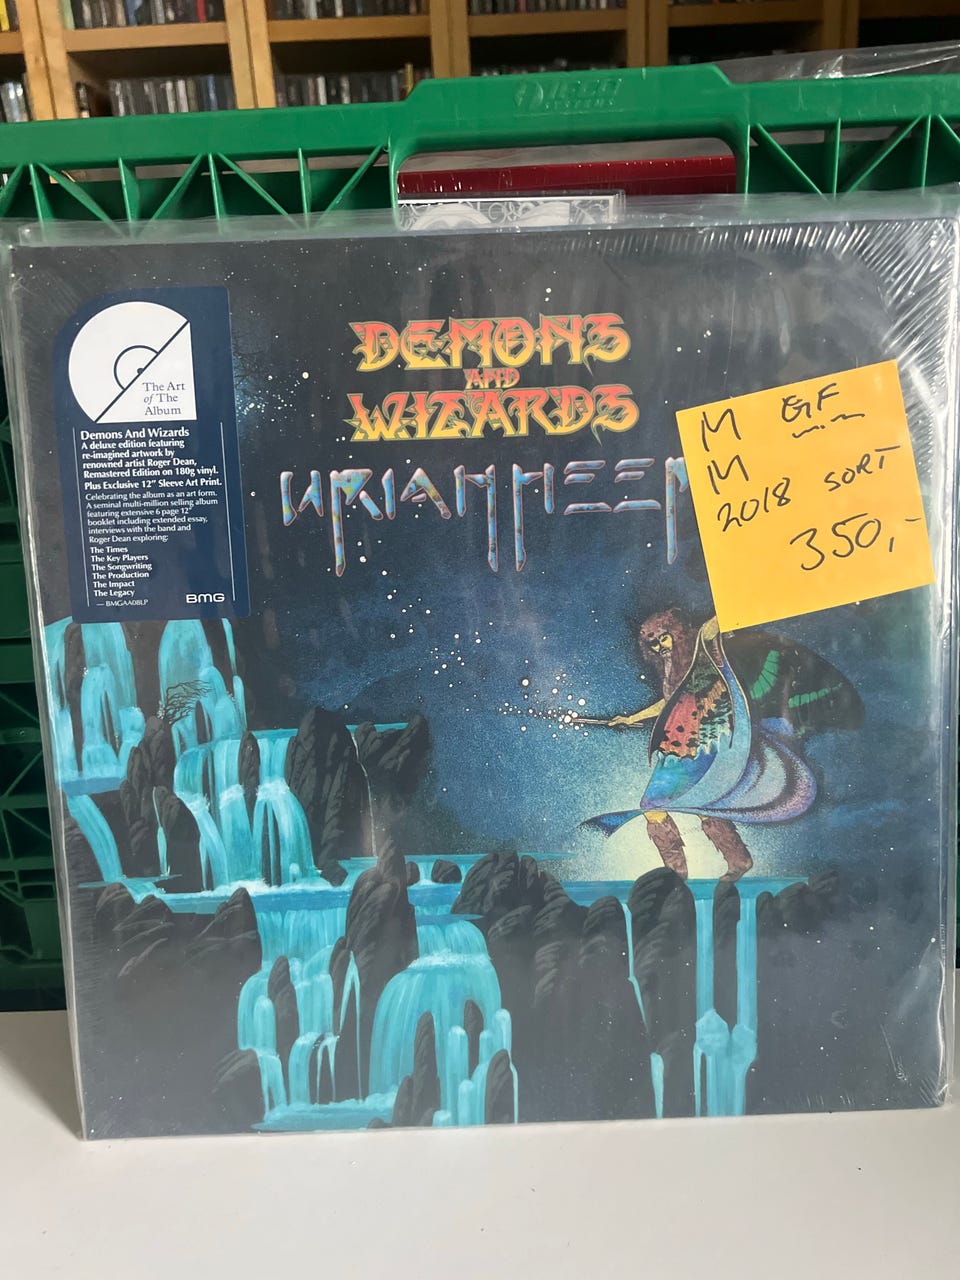 DEMONS
AND
WIZARDS
URIAH HEEP
The Art
of The
Album
Demons And Wizards
A deluxe edition featuring
re-imagined artwork by
renowned artist Roger Dean,
Remastered Edition on 180g vinyl.
Plus Exclusive 12" Sleeve Art Print.
Celebrating the album as an art form.
A seminal multi-million selling album
featuring extensive 6 page 12"
booklet including extended essay,
interviews with the band and
Roger Dean exploring:
The Times
The Key Players
The Songwriting
The Production
The Impact
The Legacy
— BMGAA08LP
BMG
M GF
M
2018 SORT
350,-